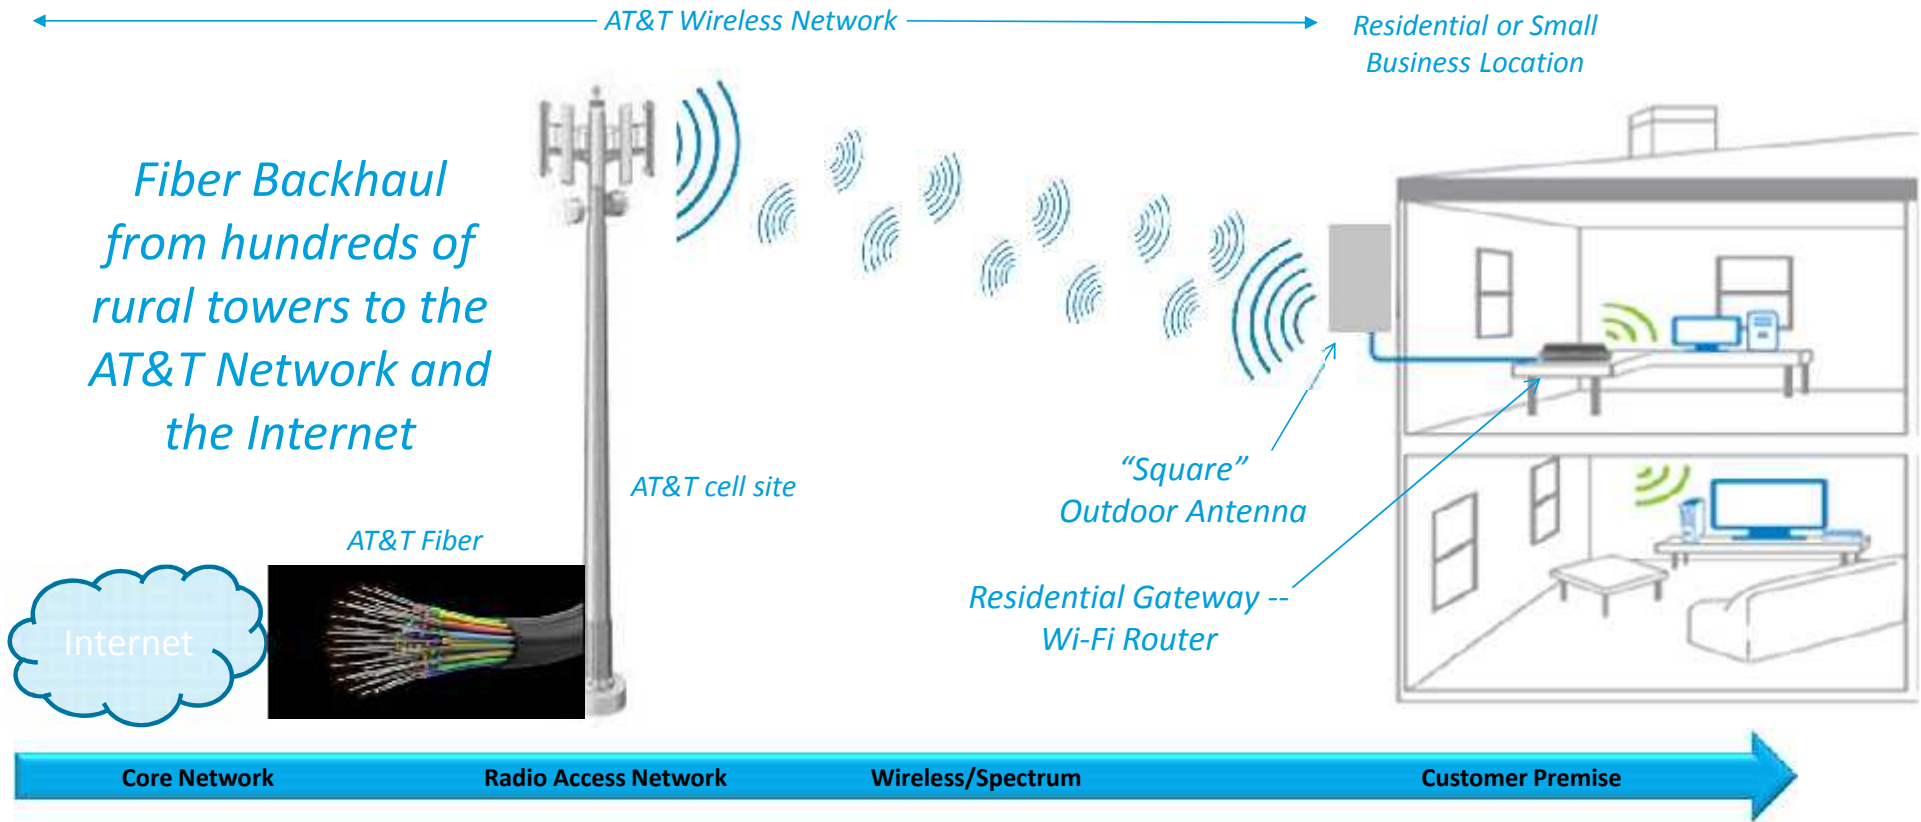 AT&T Wireless Network
Residential or Small
Business Location
Fiber Backhaul
from hundreds of
rural towers to the
AT&T Network and
the Internet
AT&T cell site
“Square”
Outdoor Antenna
AT&T Fiber
Residential Gateway --
Wi-Fi Router
Internet
Core Network
Radio Access Network
Wireless/Spectrum
Customer Premise